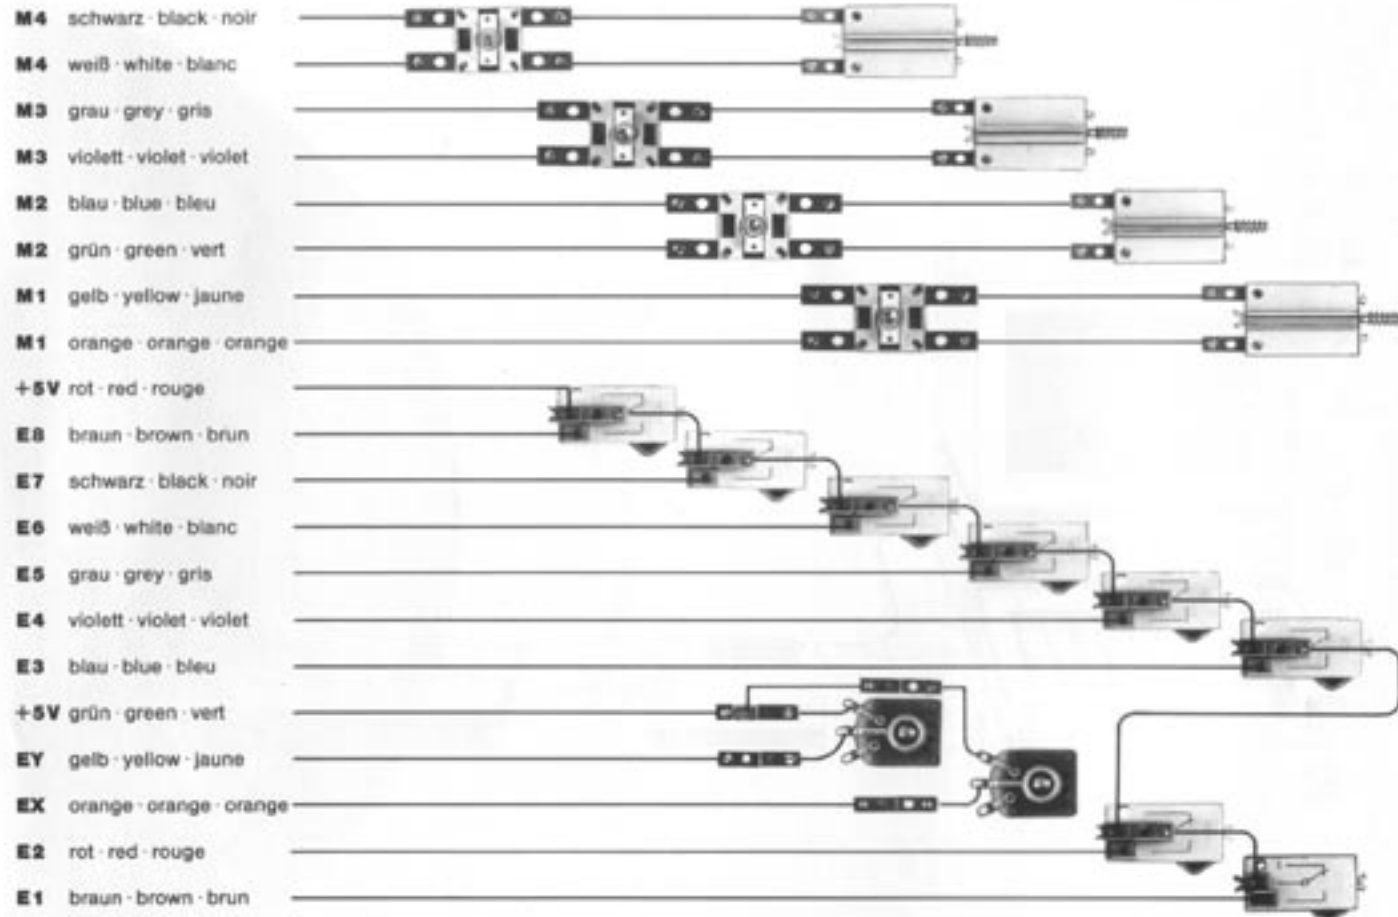 M4 schwarz · black · noir
M4 weiß · white · blanc
M3 grau · grey · gris
M3 violett · violet · violet
M2 blau · blue · bleu
M2 grün · green · vert
M1 gelb · yellow · jaune
M1 orange · orange · orange
+5V rot · red · rouge
E8 braun · brown · brun
E7 schwarz · black · noir
E6 weiß · white · blanc
E5 grau · grey · gris
E4 violett · violet · violet
E3 blau · blue · bleu
+5V grün · green · vert
EY gelb · yellow · jaune
EX orange · orange · orange
E2 rot · red · rouge
E1 braun · brown · brun